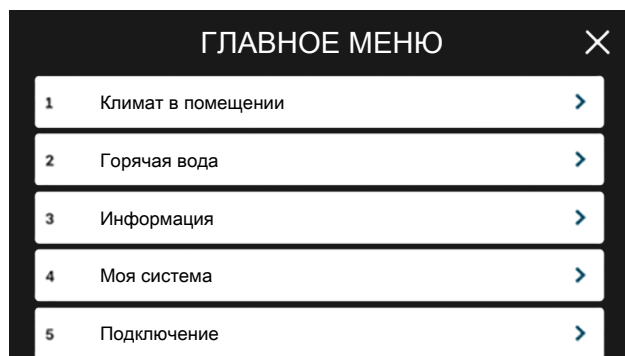 ГЛАВНОЕ МЕНЮ
1 Климат в помещении
2 Горячая вода
3 Информация
4 Моя система
5 Подключение